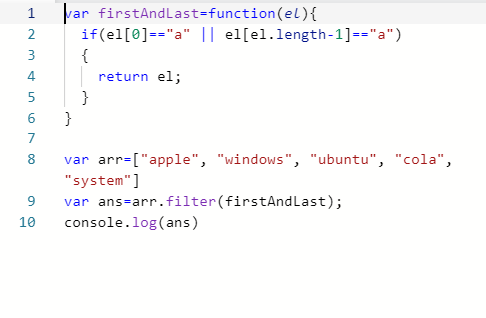 1 var firstAndLast=function(el){
2 if(el[0]=="a" || el[el.length-1]=="a")
3 {
4 return el;
5 }
6 }
7
8 var arr=["apple", "windows", "ubuntu", "cola",
"system"]
9 var ans=arr.filter(firstAndLast);
10 console.log(ans)